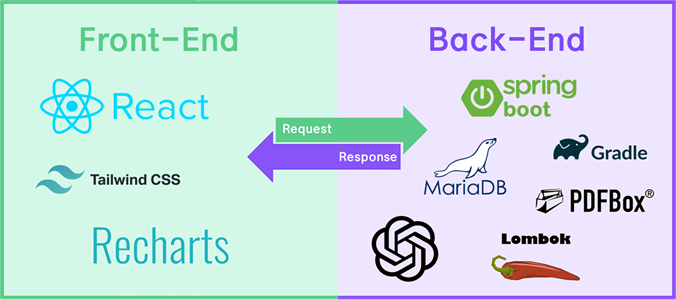 Front-End
Back-End
React
spring
boot
Request
Response
Tailwind CSS
MariaDB
Gradle
PDFBox®
Recharts
Lombok